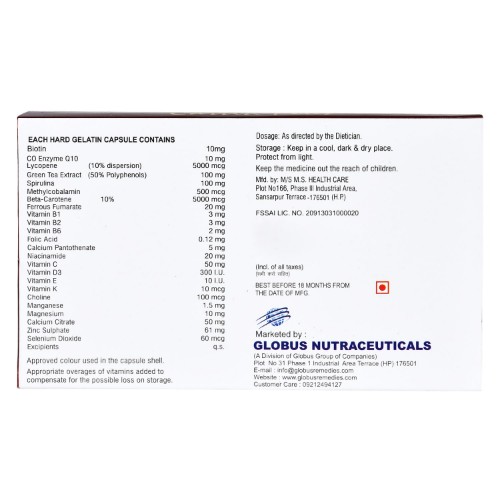 EACH HARD GELATIN CAPSULE CONTAINS
Biotin 10mg
CO Enzyme Q10 10 mg
Lycopene (10% dispersion) 5000 mcg
Green Tea Extract (50% Polyphenols) 100 mg
Spirulina 100 mg
Methylcobalamin 500 mcg
Beta-Carotene 10% 5000 mcg
Ferrous Fumarate 20 mg
Vitamin B1 3 mg
Vitamin B2 3 mg
Vitamin B6 2 mg
Folic Acid 0.12 mg
Calcium Pantothenate 5 mg
Niacinamide 20 mg
Vitamin C 50 mg
Vitamin D3 300 I.U.
Vitamin E 10 I.U.
Vitamin K 10 mcg
Choline 100 mcg
Manganese 1.5 mg
Magnesium 10 mg
Calcium Citrate 50 mg
Zinc Sulphate 61 mg
Selenium Dioxide 60 mcg
Excipients q.s.
Approved colour used in the capsule shell.
Appropriate overages of vitamins added to
compensate for the possible loss on storage.
Dosage: As directed by the Dietician.
Storage : Keep in a cool, dark & dry place.
Protect from light.
Keep the medicine out the reach of children.
Mfd. by: M/S M.S. HEALTH CARE
Plot No166, Phase III Industrial Area,
Sansarpur Terrace -176501 (H.P)
FSSAI LIC. NO. 20913031000020
(Incl. of all taxes)
BEST BEFORE 18 MONTHS FROM
THE DATE OF MFG.
Marketed by :
GLOBUS NUTRACEUTICALS
(A Division of Globus Group of Companies)
Plot No 31 Phase 1 Industrial Area Terrace (HP) 176501
E-mail : info@globusremedies.com
Website : www.globusremedies.com
Customer Care : 09212494127